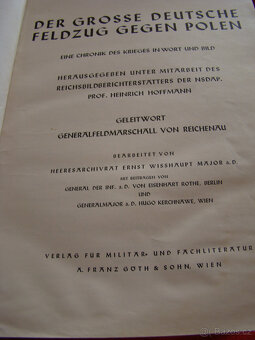 DER GROSSE DEUTSCHE
FELDZUG GEGEN POLEN
EINE CHRONIK DES KRIEGES IN WORT UND BILD
HERAUSGEGEBEN UNTER MITARBEIT DES
REICHSBILDBERICHTERSTATTERS DER NSDAP.
PROF. HEINRICH HOFFMANN
GELEITWORT
GENERALFELDMARSCHALL VON REICHENAU
BEARBEITET VON
HEERESARCHIVRAT ERNST WISSHAUPT MAJOR a.D.
MIT BEITRAGEN VON
GENERAL DER INF. z.D. VON EISENHART ROTHE, BERLIN
UND
GENERALMAJOR z.D. HUGO KERCHNAWE, WIEN
VERLAG FÜR MILITÄR- UND FACHLITERATUR
A. FRANZ GÖTH & SOHN, WIEN